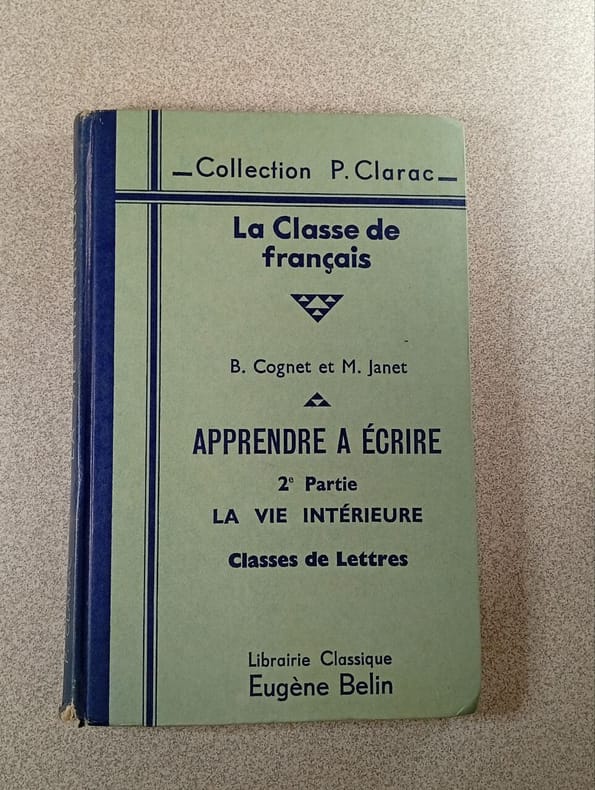 Collection P. Clarac
La Classe de
français
B. Cognet et M. Janet
APPRENDRE A ÉCRIRE
2e Partie
LA VIE INTÉRIEURE
Classes de Lettres
Librairie Classique
Eugène Belin